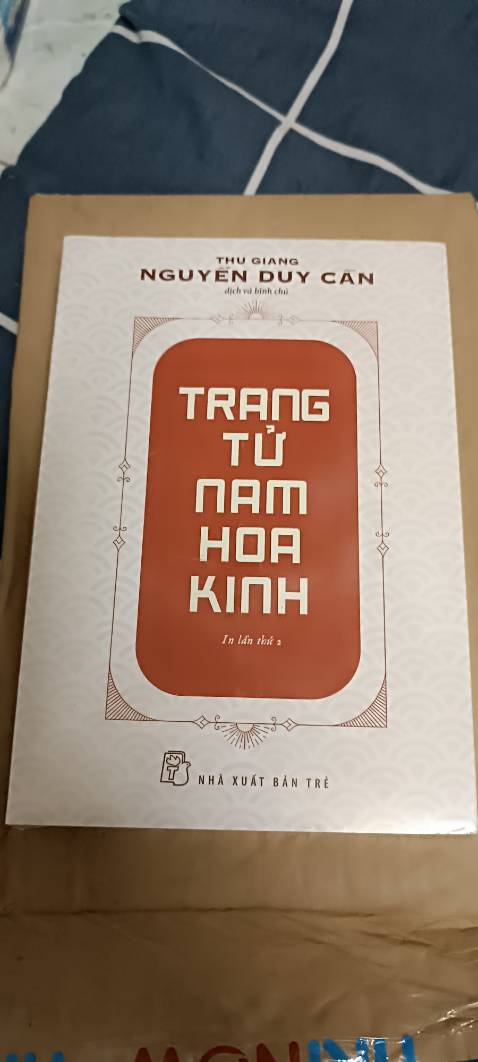 THU GIANG
NGUYỄN DUY CẦN
dịch và bình chú
TRANG
TỬ
NAM
HOA
KINH
In lần thứ 2
NHÀ XUẤT BẢN TRẺ